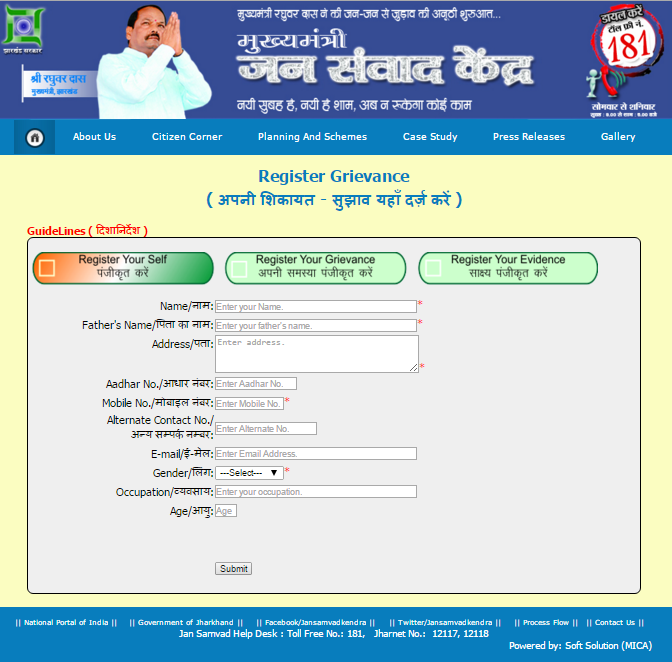 मुख्यमंत्री रघुवर दास ने की जन-जन से जुड़ाव की अनूठी शुरुआत...
झारखंड सरकार
मुख्यमंत्री
जन संवाद केंद्र
श्री रघुवर दास
मुख्यमंत्री, झारखण्ड
नयी सुबह है, नयी है शाम, अब न रुकेगा कोई काम
डायल करें
टॉल फ्री नं.
181
सोमवार से शनिवार
About Us
Citizen Corner
Planning And Schemes
Case Study
Press Releases
Gallery
Register Grievance
( अपनी शिकायत - सुझाव यहाँ दर्ज़ करें )
GuideLines ( दिशानिर्देश )
Register Your Self
पंजीकृत करें
Register Your Grievance
अपनी समस्या पंजीकृत करें
Register Your Evidence
साक्ष्य पंजीकृत करें
Name/नाम: Enter your Name. *
Father's Name/पिता का नाम: Enter your father's name. *
Address/पता: Enter address. *
Aadhar No./आधार नंबर: Enter Aadhar No.
Mobile No./मोबाइल नंबर: Enter Mobile No. *
Alternate Contact No./
अन्य सम्पर्क नम्बर: Enter Alternate No.
E-mail/ई-मेल: Enter Email Address.
Gender/लिंग: ---Select--- ▼ *
Occupation/व्यवसाय: Enter your occupation.
Age/आयु: Age
Submit
|| National Portal of India || || Government of Jharkhand || || Facebook/Jansamvadkendra || || Twitter/Jansamvadkendra || || Process Flow || || Contact Us ||
Jan Samvad Help Desk : Toll Free No.: 181, Jharnet No.: 12117, 12118
Powered by: Soft Solution (MICA)